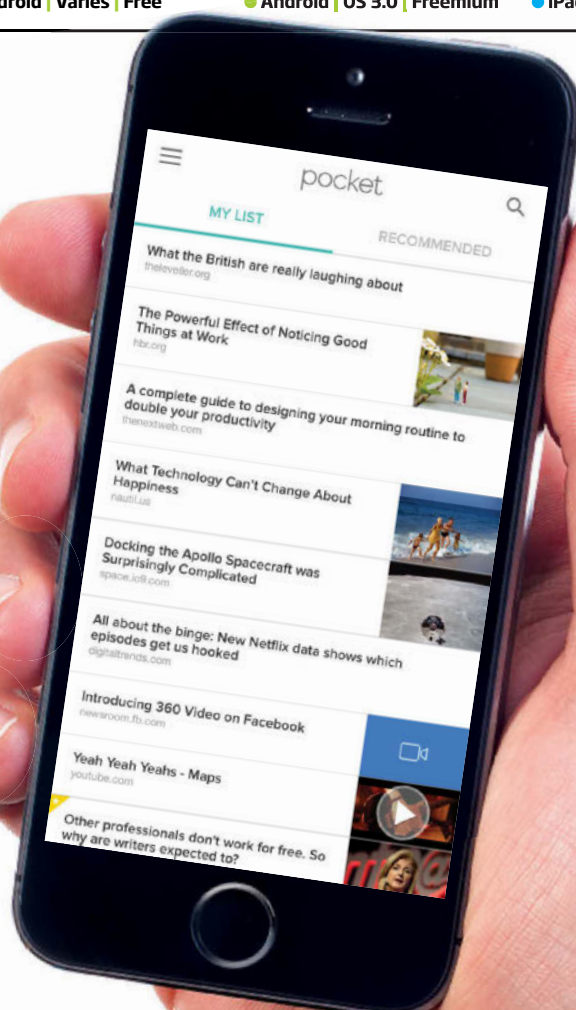 Varies | Free
Android | OS 3.0 | Freemium
pocket
MY LIST
RECOMMENDED
What the British are really laughing about
theleveller.org
The Powerful Effect of Noticing Good
Things at Work
hbr.org
A complete guide to designing your morning routine to
double your productivity
thenextweb.com
What Technology Can't Change About
Happiness
nautil.us
Docking the Apollo Spacecraft was
Surprisingly Complicated
space.io9.com
All about the binge: New Netflix data shows which
episodes get us hooked
digitaltrends.com
Introducing 360 Video on Facebook
newsroom.fb.com
Yeah Yeah Yeahs - Maps
youtube.com
Other professionals don't work for free. So
why are writers expected to?